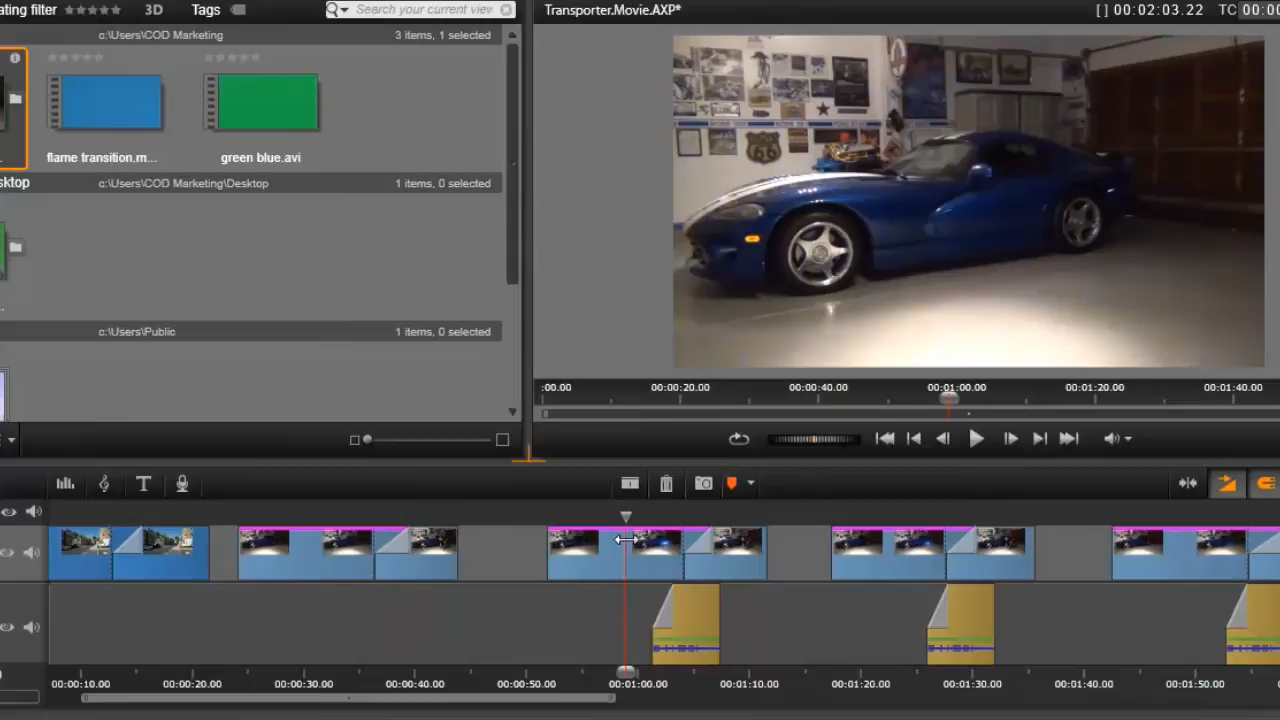 ating filter 3D Tags Search your current view
Transporter.Movie.AXP* [ ] 00:02:03.22 TC 00:00
c:\Users\COD Marketing 3 items, 1 selected
flame transition.m... green blue.avi
sktop c:\Users\COD Marketing\Desktop 1 items, 0 selected
c:\Users\Public 1 items, 0 selected
66
:00.00 00:00:20.00 00:00:40.00 00:01:00.00 00:01:20.00 00:01:40.00
00:00:10.00 00:00:20.00 00:00:30.00 00:00:40.00 00:00:50.00 00:01:00.00 00:01:10.00 00:01:20.00 00:01:30.00 00:01:40.00 00:01:50.00